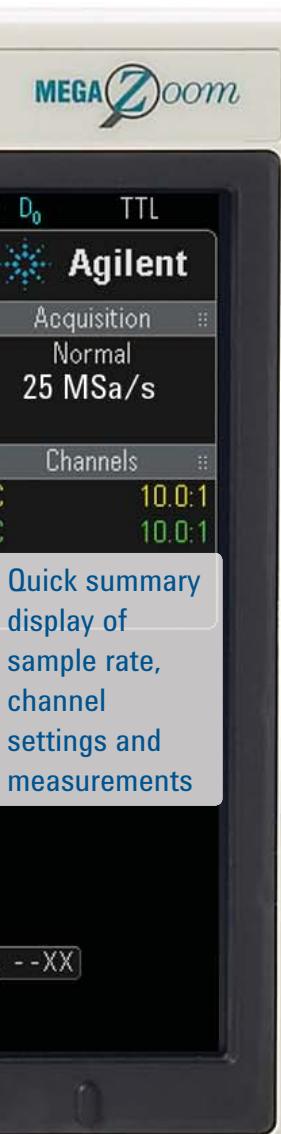 MEGA Zoom
D0 TTL
Agilent
Acquisition
Normal
25 MSa/s
Channels
C 10.0:1
C 10.0:1
Quick summary
display of
sample rate,
channel
settings and
measurements
--XX